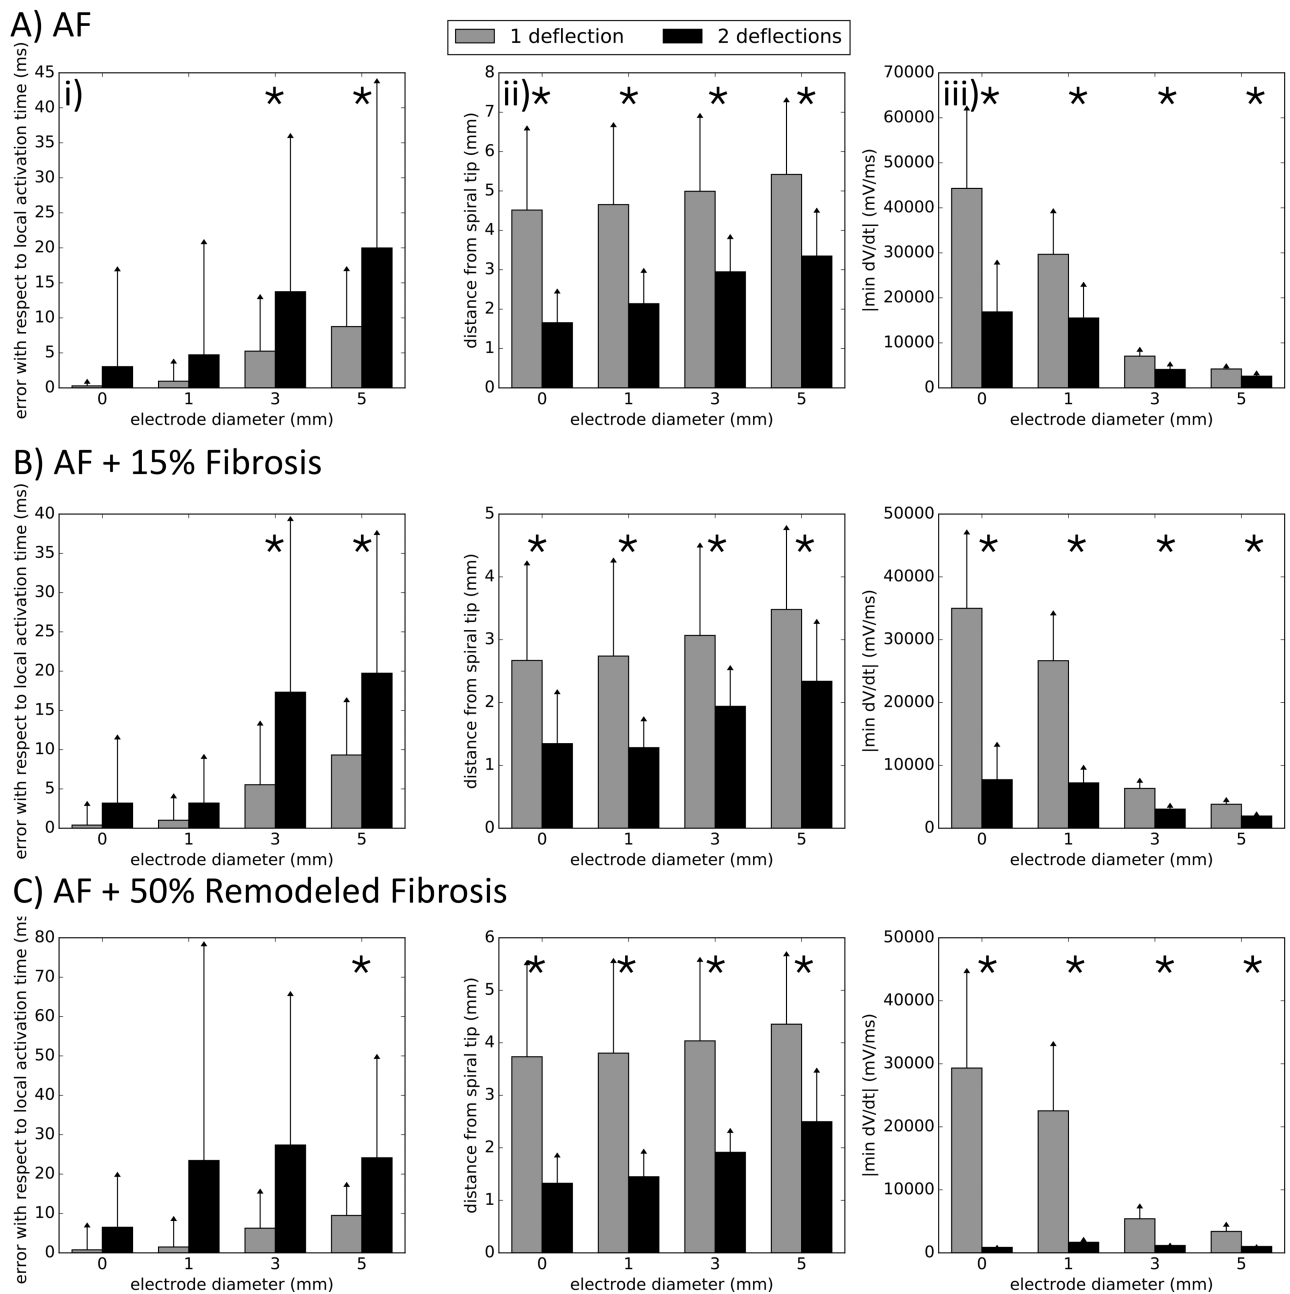 A) AF
1 deflection 2 deflections
i)
error with respect to local activation time (ms)
45
40
35
30
25
20
15
10
5
0
0 1 3 5
electrode diameter (mm)
* *
ii)
distance from spiral tip (mm)
8
7
6
5
4
3
2
1
0
0 1 3 5
electrode diameter (mm)
* * * *
iii)
|min dV/dt| (mV/ms)
70000
60000
50000
40000
30000
20000
10000
0
0 1 3 5
electrode diameter (mm)
* * * *
B) AF + 15% Fibrosis
error with respect to local activation time (ms)
40
35
30
25
20
15
10
5
0
0 1 3 5
electrode diameter (mm)
* *
distance from spiral tip (mm)
5
4
3
2
1
0
0 1 3 5
electrode diameter (mm)
* * * *
|min dV/dt| (mV/ms)
50000
40000
30000
20000
10000
0
0 1 3 5
electrode diameter (mm)
* * * *
C) AF + 50% Remodeled Fibrosis
error with respect to local activation time (ms
80
70
60
50
40
30
20
10
0
0 1 3 5
electrode diameter (mm)
*
distance from spiral tip (mm)
6
5
4
3
2
1
0
0 1 3 5
electrode diameter (mm)
* * * *
|min dV/dt| (mV/ms)
50000
40000
30000
20000
10000
0
0 1 3 5
electrode diameter (mm)
* * * *